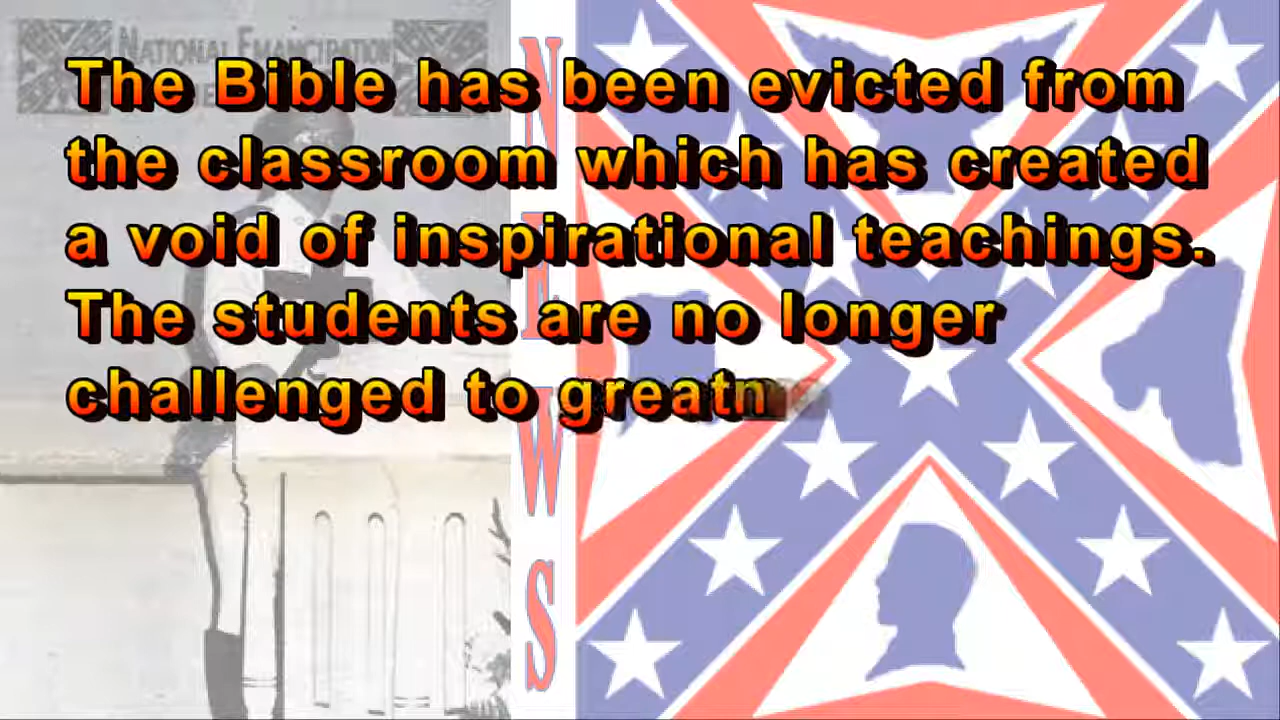 National Emancipation
The Bible has been evicted from
the classroom which has created
a void of inspirational teachings.
The students are no longer
challenged to greatn
NEWS